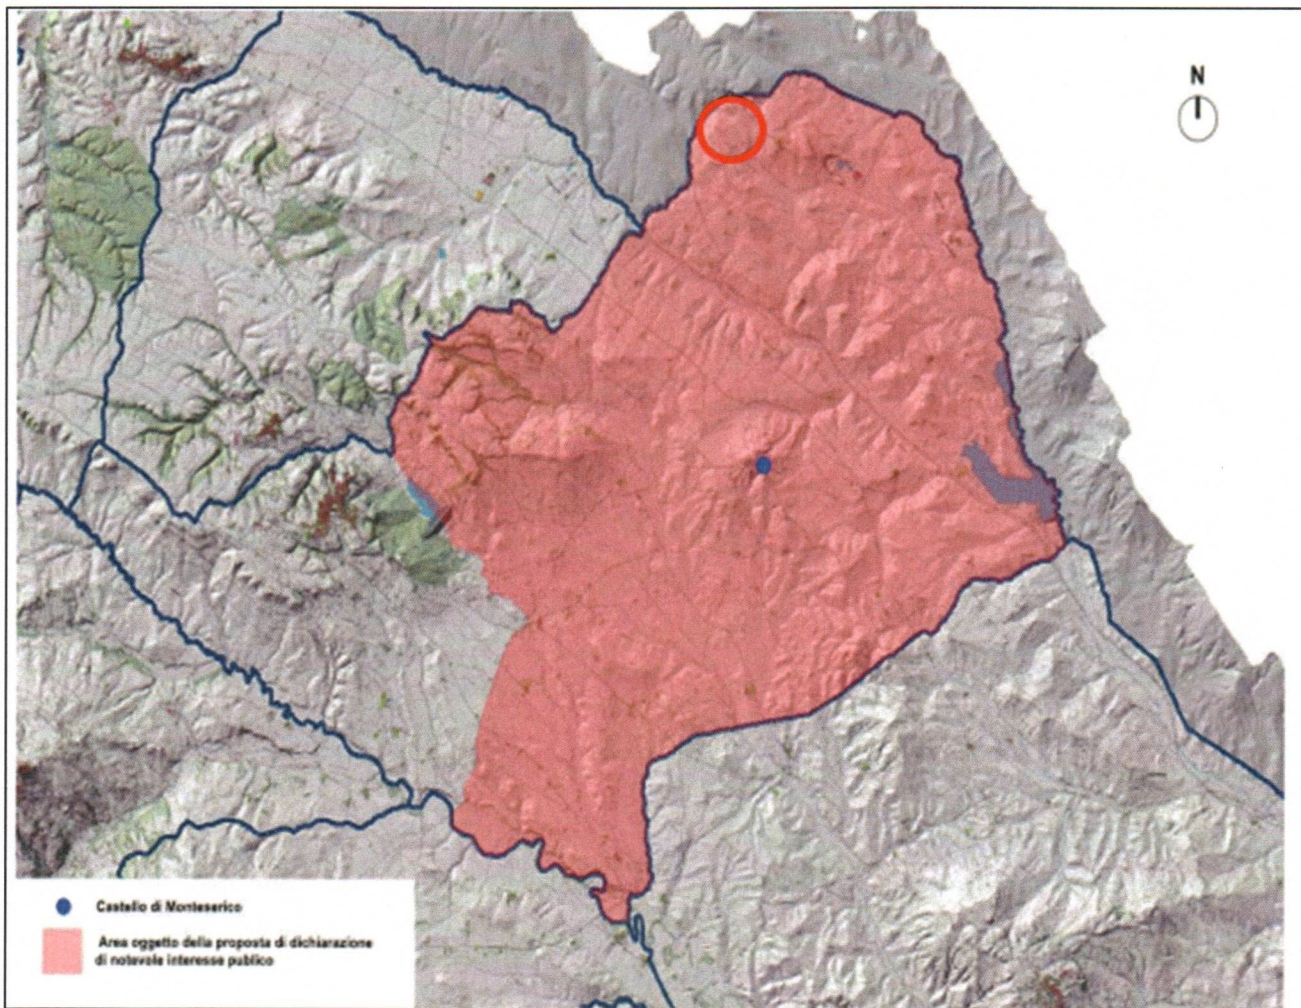 N
Castello di Monteserico
Area oggetto della proposta di dichiarazione
di notevole interesse publico